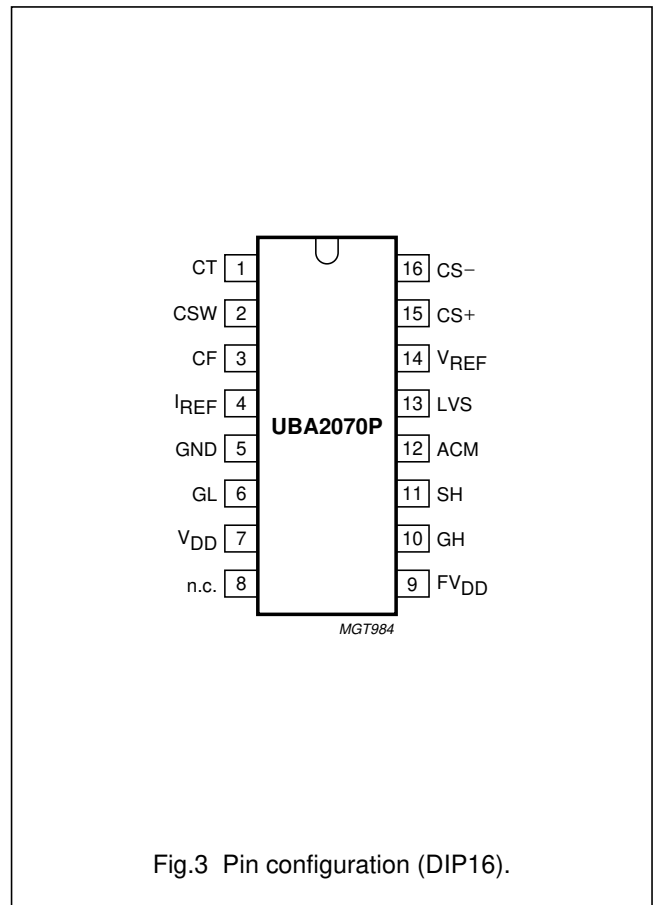 CT 1 16 CS−
CSW 2 15 CS+
CF 3 14 VREF
IREF 4 13 LVS
UBA2070P
GND 5 12 ACM
GL 6 11 SH
VDD 7 10 GH
n.c. 8 9 FVDD
MGT984
Fig.3 Pin configuration (DIP16).